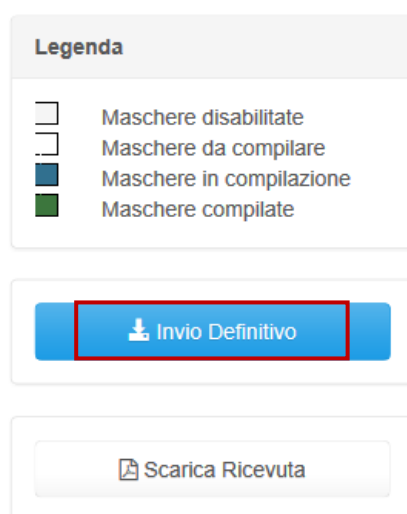 Legenda
Maschere disabilitate
Maschere da compilare
Maschere in compilazione
Maschere compilate
Invio Definitivo
Scarica Ricevuta